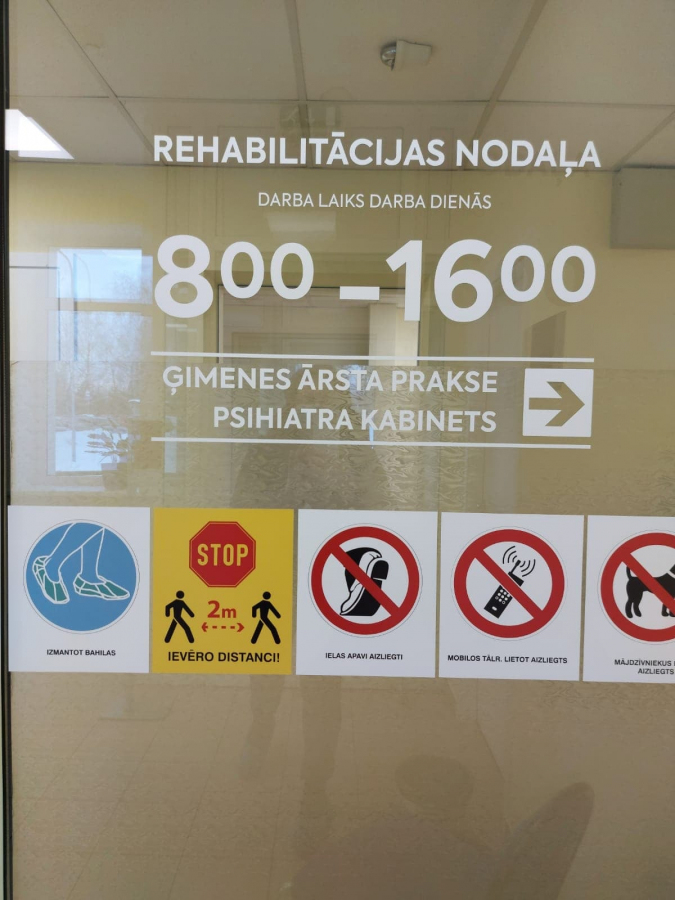 REHABILITĀCIJAS NODAĻA
DARBA LAIKS DARBA DIENĀS
800 – 1600
ĢIMENES ĀRSTA PRAKSE
PSIHIATRA KABINETS
IZMANTOT BAHILAS
STOP
2m
IEVĒRO DISTANCI!
IELAS APAVI AIZLIEGTI
MOBILOS TĀLR. LIETOT AIZLIEGTS
MĀJDZĪVNIEKUS
AIZLIEGTS